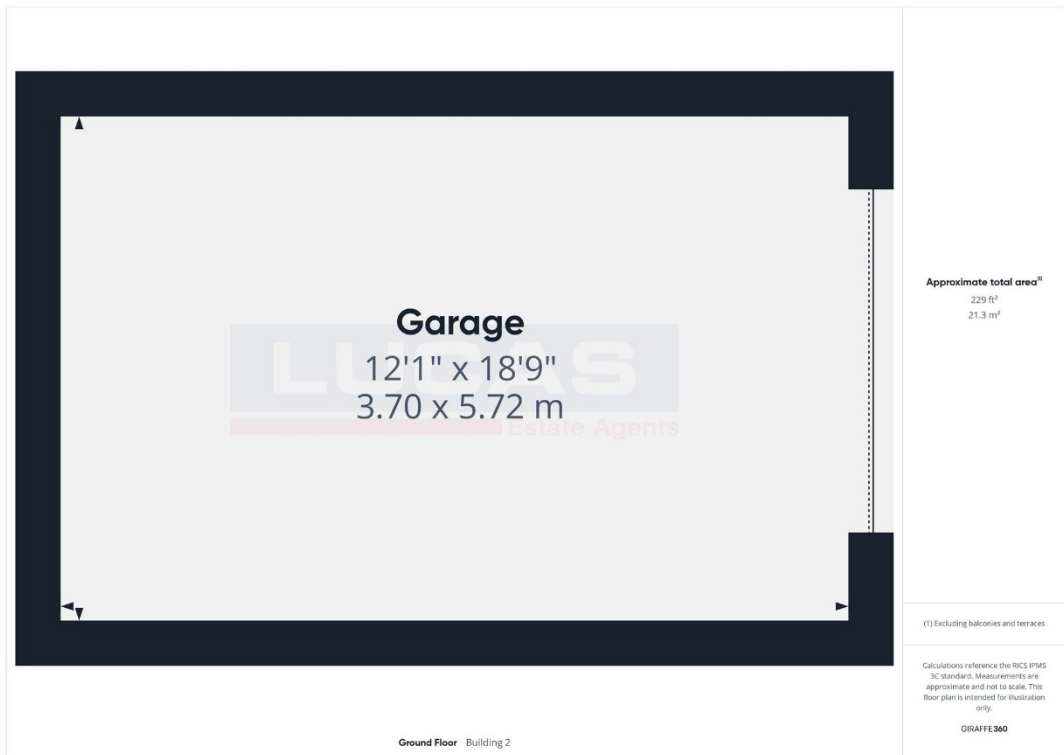 Garage
12'1" x 18'9"
3.70 x 5.72 m
LUCAS
Estate Agents
Ground Floor Building 2
Approximate total area(1)
229 ft²
21.3 m²
(1) Excluding balconies and terraces
Calculations reference the RICS IPMS
3C standard. Measurements are
approximate and not to scale. This
floor plan is intended for illustration
only.
GIRAFFE360